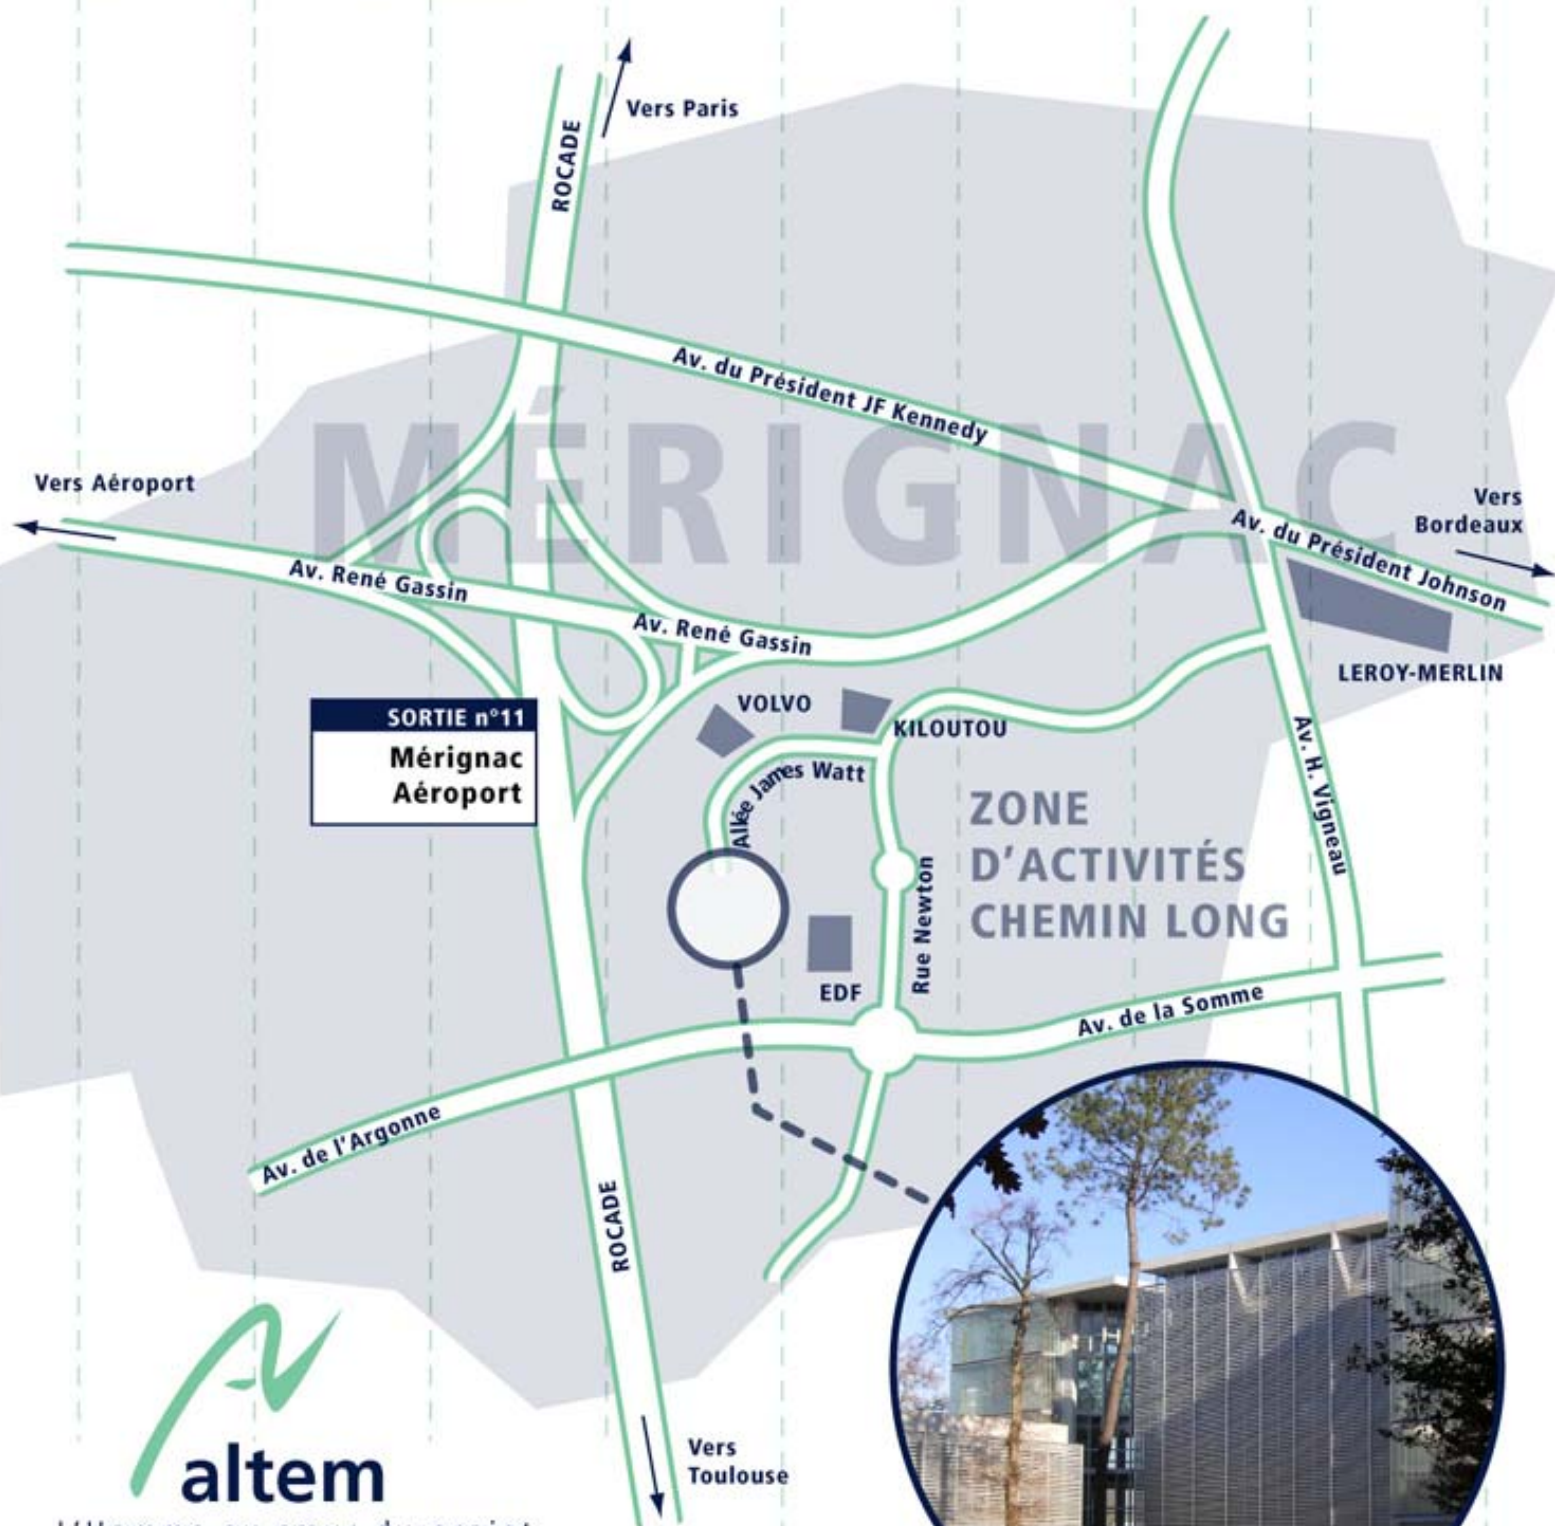 Vers Paris
ROCADE
Av. du Président JF Kennedy
MÉRIGNAC
Vers Aéroport
Vers
Bordeaux
Av. du Président Johnson
Av. René Gassin
Av. René Gassin
LEROY-MERLIN
SORTIE n°11
Mérignac
Aéroport
VOLVO
KILOUTOU
Allée James Watt
Av. H. Vigneau
ZONE
D'ACTIVITÉS
CHEMIN LONG
Rue Newton
EDF
Av. de la Somme
Av. de l'Argonne
ROCADE
Vers
Toulouse
altem